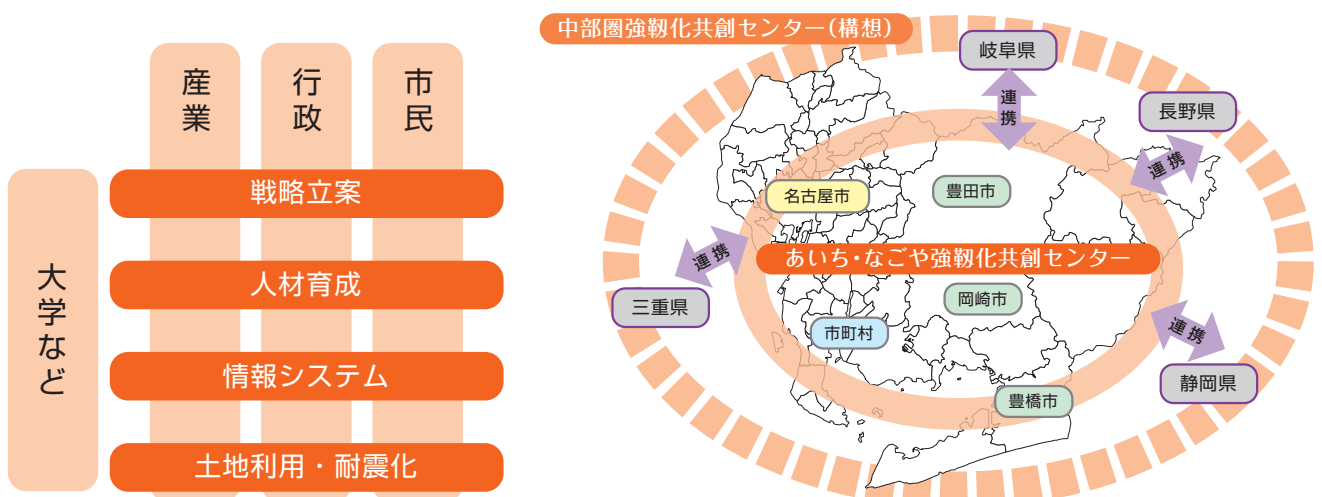 産業
行政
市民
大学など
戦略立案
人材育成
情報システム
土地利用・耐震化
中部圏強靱化共創センター(構想)
岐阜県
連携
長野県
連携
名古屋市
豊田市
あいち・なごや強靱化共創センター
連携
三重県
岡崎市
市町村
連携
静岡県
豊橋市